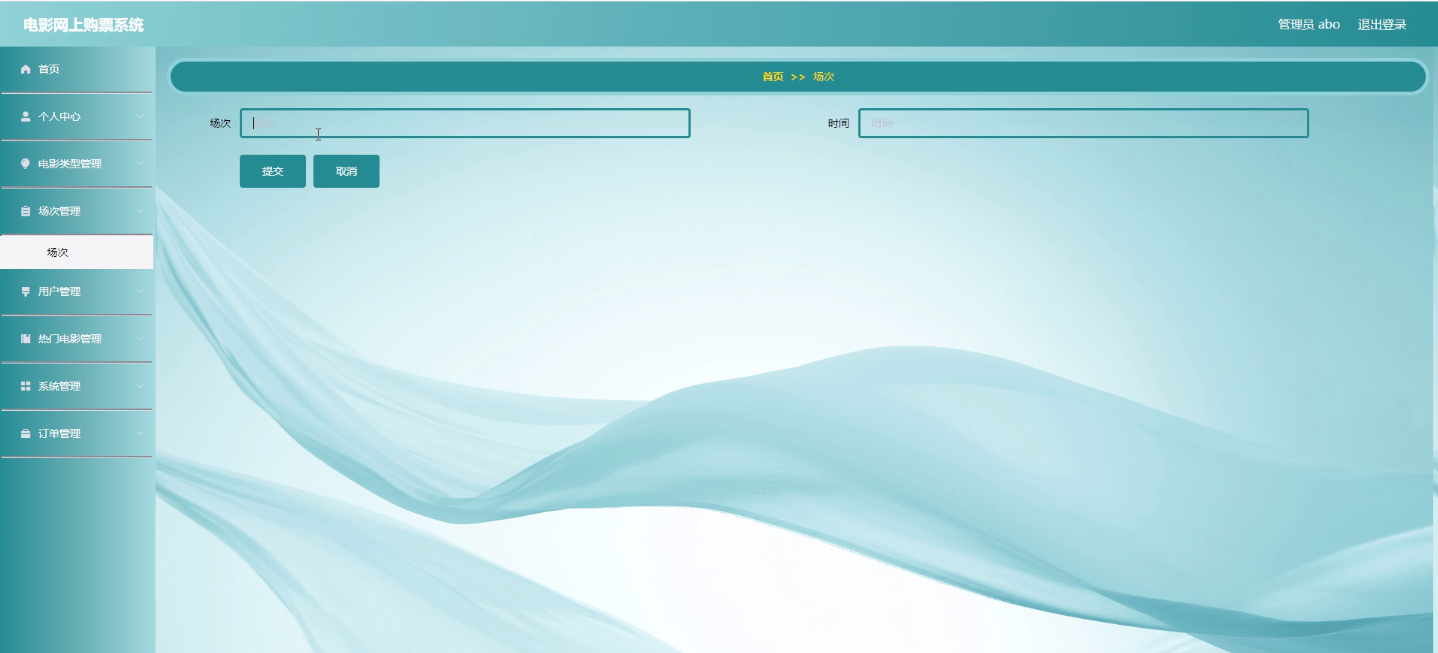 电影网上购票系统
管理员 abo 退出登录
首页
个人中心
电影类型管理
场次管理
场次
用户管理
热门电影管理
系统管理
订单管理
首页 >> 场次
场次
时间 时间
提交 取消